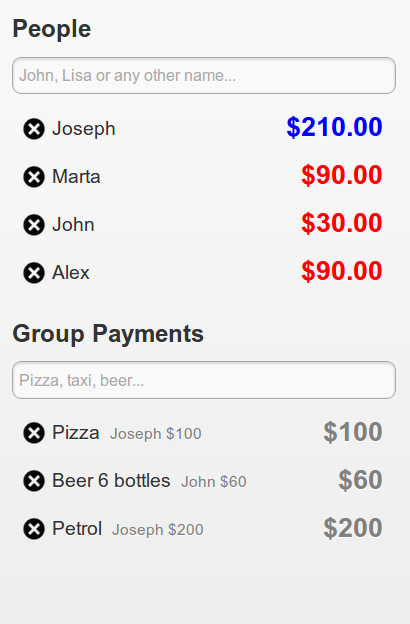 People
John, Lisa or any other name...
Joseph $210.00
Marta $90.00
John $30.00
Alex $90.00
Group Payments
Pizza, taxi, beer...
Pizza Joseph $100 $100
Beer 6 bottles John $60 $60
Petrol Joseph $200 $200